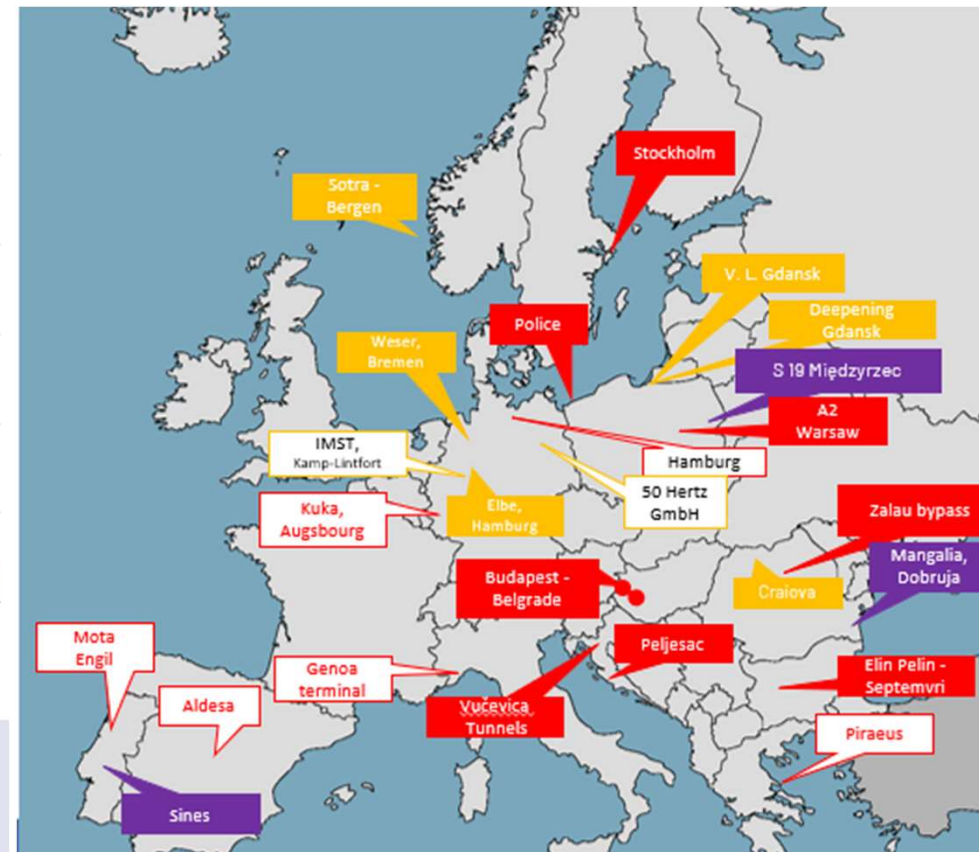 Stockholm
Sotra -
Bergen
V. L. Gdansk
Deepening
Gdansk
Police
Weser,
Bremen
S 19 Międzyrzec
A2
Warsaw
IMST,
Kamp-Lintfort
Hamburg
50 Hertz
GmbH
Kuka,
Augsbourg
Elbe,
Hamburg
Zalau bypass
Mangalia,
Dobruja
Budapest -
Belgrade
Craiova
Mota
Engil
Peljesac
Genoa
terminal
Elin Pelin -
Septemvri
Aldesa
Vučevica
Tunnels
Piraeus
Sines